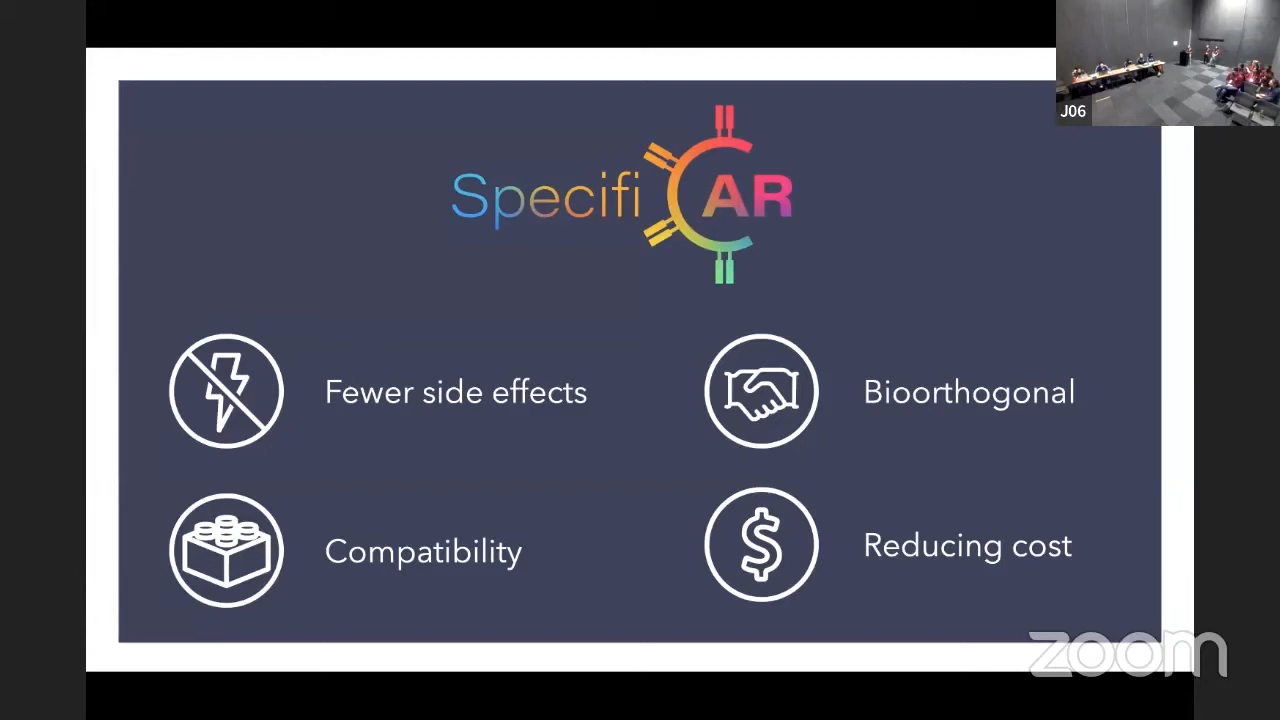 J06
SpecifiCAR
Fewer side effects
Bioorthogonal
Compatibility
Reducing cost
zoom